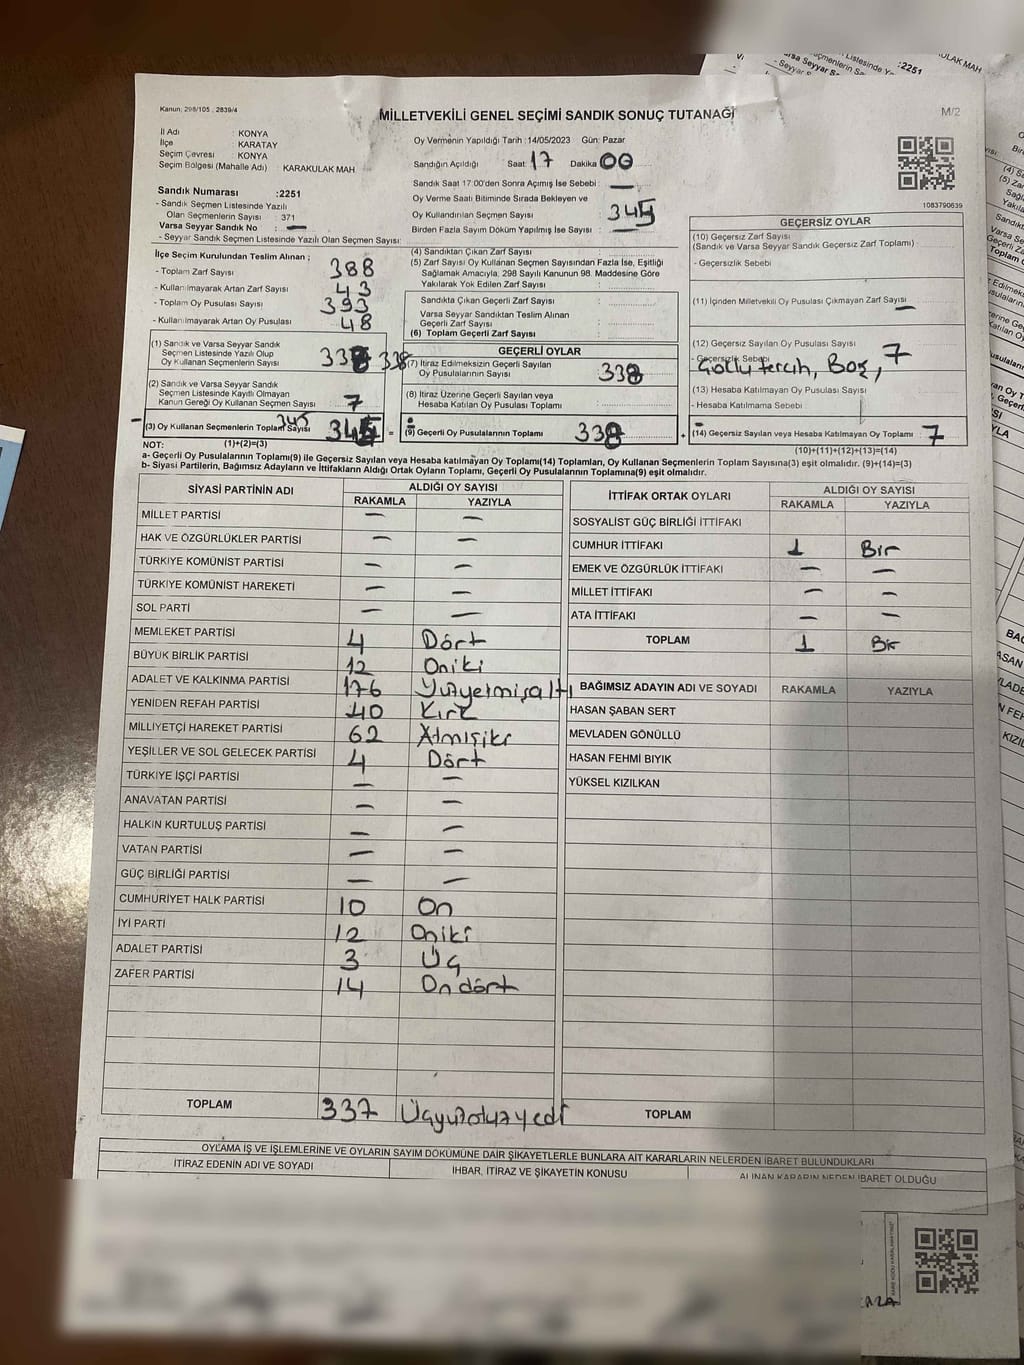 Kanun: 298/105 , 2839/4
M/2
MİLLETVEKİLİ GENEL SEÇİMİ SANDIK SONUÇ TUTANAĞI
İl Adı : KONYA
İlçe : KARATAY
Seçim Çevresi : KONYA
Seçim Bölgesi (Mahalle Adı) : KARAKULAK MAH
Sandık Numarası :2251
- Sandık Seçmen Listesinde Yazılı
Olan Seçmenlerin Sayısı : 371
Varsa Seyyar Sandık No : —
- Seyyar Sandık Seçmen Listesinde Yazılı Olan Seçmen Sayısı:
Oy Vermenin Yapıldığı Tarih :14/05/2023 Gün: Pazar
Sandığın Açıldığı Saat 17 Dakika 00
Sandık Saat 17:00'den Sonra Açımış İse Sebebi : —
Oy Verme Saati Bitiminde Sırada Bekleyen ve
Oy Kullandırılan Seçmen Sayısı : 345
Birden Fazla Sayım Döküm Yapılmış İse Sayısı : —
1083790639
İlçe Seçim Kurulundan Teslim Alınan ;
- Toplam Zarf Sayısı : 388
- Kullanılmayarak Artan Zarf Sayısı : 43
- Toplam Oy Pusulası Sayısı : 393
- Kullanılmayarak Artan Oy Pusulası : 48
(1) Sandık ve Varsa Seyyar Sandık
Seçmen Listesinde Yazılı Olup
Oy Kullanan Seçmenlerin Sayısı 338 338
(2) Sandık ve Varsa Seyyar Sandık
Seçmen Listesinde Kayıtlı Olmayan
Kanun Gereği Oy Kullanan Seçmen Sayısı 7
345
(3) Oy Kullanan Seçmenlerin Toplam Sayısı 345 =
(4) Sandıktan Çıkan Zarf Sayısı :
(5) Zarf Sayısı Oy Kullanan Seçmen Sayısından Fazla İse, Eşitliği
Sağlamak Amacıyla, 298 Sayılı Kanunun 98. Maddesine Göre
Yakılarak Yok Edilen Zarf Sayısı :
Sandıkta Çıkan Geçerli Zarf Sayısı :
Varsa Seyyar Sandıktan Teslim Alınan
Geçerli Zarf Sayısı :
(6) Toplam Geçerli Zarf Sayısı :
GEÇERLİ OYLAR
(7) İtiraz Edimeksizin Geçerli Sayılan
Oy Pusulalarının Sayısı : 338
(8) İtiraz Üzerine Geçerli Sayılan veya
Hesaba Katılan Oy Pusulası Toplamı :
(9) Geçerli Oy Pusulalarının Toplamı 338 +
GEÇERSİZ OYLAR
(10) Geçersiz Zarf Sayısı
(Sandık ve Varsa Seyyar Sandık Geçersiz Zarf Toplamı) :
- Geçersizlik Sebebi :
(11) İçinden Milletvekili Oy Pusulası Çıkmayan Zarf —
(12) Geçersiz Sayılan Oy Pusulası Sayısı : 7
- Geçersizlik Sebebi tercih, Boş,
(13) Hesaba Katılmayan Oy Pusulası Sayısı :
- Hesaba Katılmama Sebebi :
(14) Geçersiz Sayılan veya Hesaba Katılmayan Oy Toplamı : 7
NOT: (1)+(2)=(3)
(10)+(11)+(12)+(13)=(14)
a- Geçerli Oy Pusulalarının Toplamı(9) ile Geçersiz Sayılan veya Hesaba katılmayan Oy Toplamı(14) Toplamları, Oy Kullanan Seçmenlerin Toplam Sayısına(3) eşit olmalıdır. (9)+(14)=(3)
b- Siyasi Partilerin, Bağımsız Adayların ve İttifakların Aldığı Ortak Oyların Toplamı, Geçerli Oy Pusulalarının Toplamına(9) eşit olmalıdır.
SİYASİ PARTİNİN ADI ALDIĞI OY SAYISI
RAKAMLA YAZIYLA
MİLLET PARTİSİ — —
HAK VE ÖZGÜRLÜKLER PARTİSİ — —
TÜRKİYE KOMÜNİST PARTİSİ — —
TÜRKİYE KOMÜNİST HAREKETİ — —
SOL PARTİ — —
MEMLEKET PARTİSİ 4 Dört
BÜYÜK BİRLİK PARTİSİ 12 Oniki
ADALET VE KALKINMA PARTİSİ 176 Yüzyetmişaltı
YENİDEN REFAH PARTİSİ 40 Kırk
MİLLİYETÇİ HAREKET PARTİSİ 62 Atmışiki
YEŞİLLER VE SOL GELECEK PARTİSİ 4 Dört
TÜRKİYE İŞÇİ PARTİSİ — —
ANAVATAN PARTİSİ — —
HALKIN KURTULUŞ PARTİSİ — —
VATAN PARTİSİ — —
GÜÇ BİRLİĞİ PARTİSİ — —
CUMHURİYET HALK PARTİSİ 10 On
İYİ PARTİ 12 Oniki
ADALET PARTİSİ 3 Üç
ZAFER PARTİSİ 14 Ondört
TOPLAM 337 Üçyüzotuzyedi
İTTİFAK ORTAK OYLARI ALDIĞI OY SAYISI
RAKAMLA YAZIYLA
SOSYALİST GÜÇ BİRLİĞİ İTTİFAKI
CUMHUR İTTİFAKI 1 Bir
EMEK VE ÖZGÜRLÜK İTTİFAKI — —
MİLLET İTTİFAKI — —
ATA İTTİFAKI — —
TOPLAM 1 Bir
BAĞIMSIZ ADAYIN ADI VE SOYADI RAKAMLA YAZIYLA
HASAN ŞABAN SERT
MEVLADEN GÖNÜLLÜ
HASAN FEHMİ BIYIK
YÜKSEL KIZILKAN
TOPLAM
OYLAMA İŞ VE İŞLEMLERİNE VE OYLARIN SAYIM DÖKÜMÜNE DAİR ŞİKAYETLERLE BUNLARA AİT KARARLARIN NELERDEN İBARET BULUNDUKLARI
İTİRAZ EDENİN ADI VE SOYADI İHBAR, İTİRAZ VE ŞİKAYETİN KONUSU ALINAN KARARIN NEDEN İBARET OLDUĞU